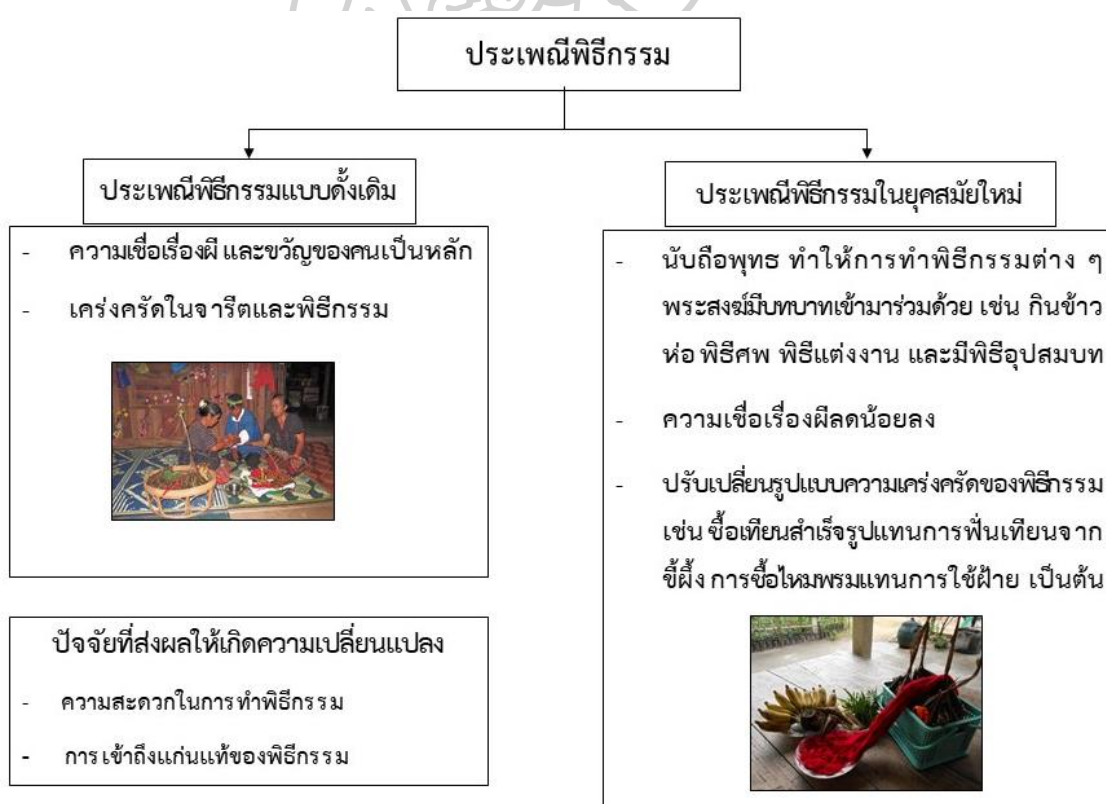 ประเพณีพิธีกรรม
ประเพณีพิธีกรรมแบบดั้งเดิม
- ความเชื่อเรื่องผี และขวัญของคนเป็นหลัก
- เคร่งครัดในจารีตและพิธีกรรม
ปัจจัยที่ส่งผลให้เกิดความเปลี่ยนแปลง
- ความสะดวกในการทำพิธีกรรม
- การเข้าถึงแก่นแท้ของพิธีกรรม
ประเพณีพิธีกรรมในยุคสมัยใหม่
- นับถือพุทธ ทำให้การทำพิธีกรรมต่าง ๆ
พระสงฆ์มีบทบาทเข้ามาร่วมด้วย เช่น กินข้าว
ห่อ พิธีศพ พิธีแต่งงาน และมีพิธีอุปสมบท
- ความเชื่อเรื่องผีลดน้อยลง
- ปรับเปลี่ยนรูปแบบความเคร่งครัดของพิธีกรรม
เช่น ซื้อเทียนสำเร็จรูปแทนการฟั่นเทียนจาก
ขี้ผึ้ง การซื้อไหมพรมแทนการใช้ฝ้าย เป็นต้น